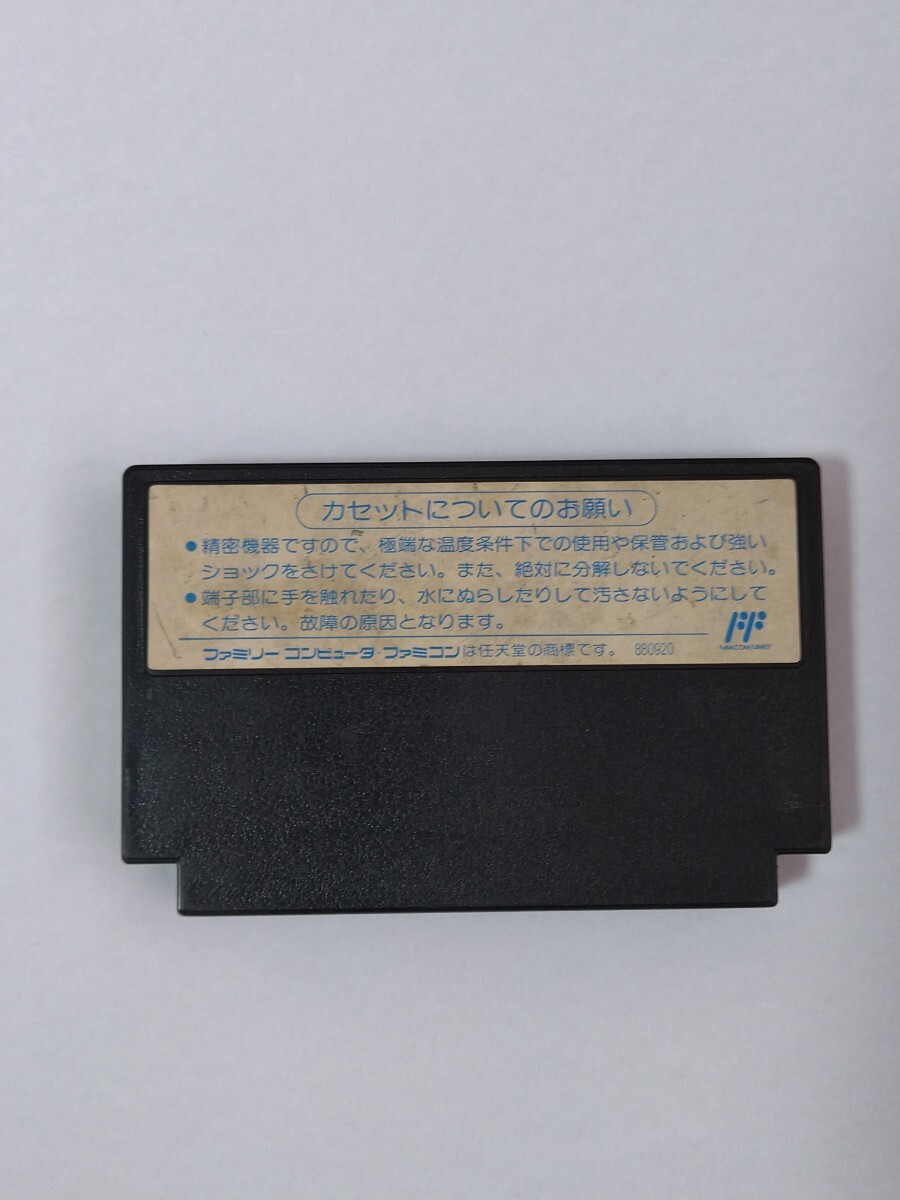 カセットについてのお願い
●精密機器ですので、極端な温度条件下での使用や保管および強い
ショックをさけてください。また、絶対に分解しないでください。
●端子部に手を触れたり、水にぬらしたりして汚さないようにして
ください。故障の原因となります。
ファミリーコンピュータ・ファミコンは任天堂の商標です。 880920